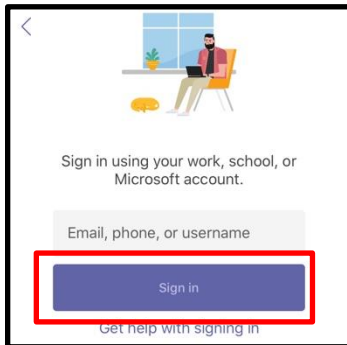 Sign in using your work, school, or
Microsoft account.
Email, phone, or username
Sign in
Get help with signing in